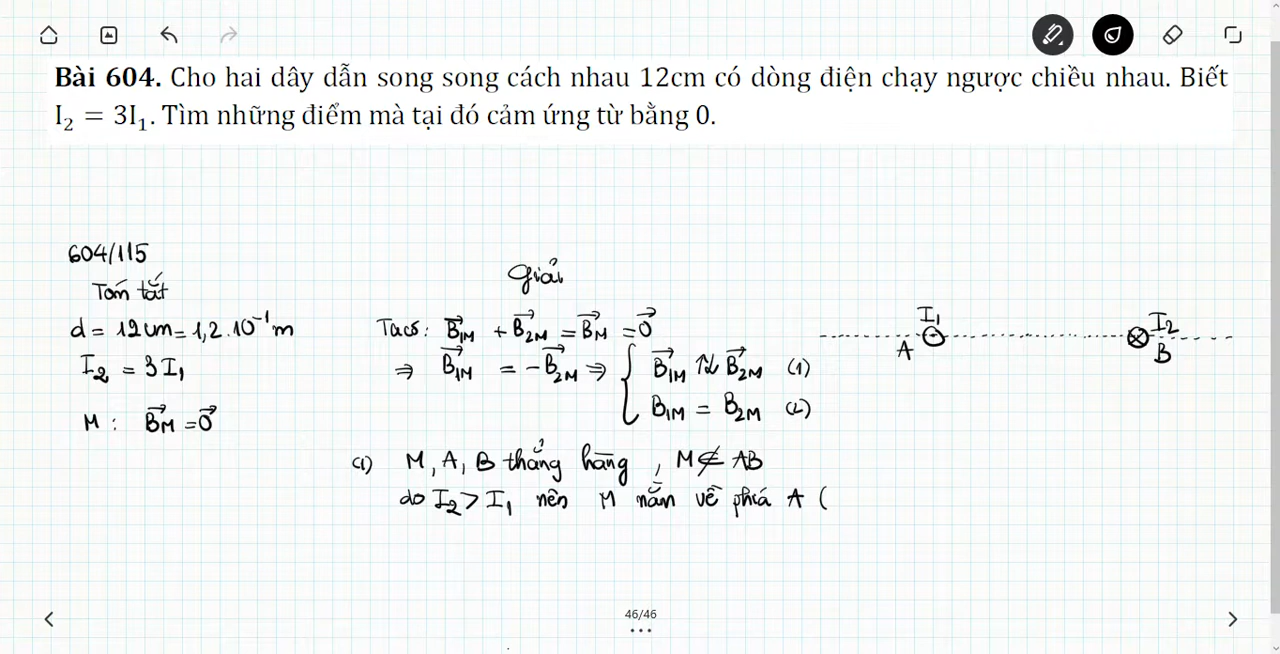 Bài 604. Cho hai dây dẫn song song cách nhau 12cm có dòng điện chạy ngược chiều nhau. Biết
I₂ = 3I₁. Tìm những điểm mà tại đó cảm ứng từ bằng 0.
604/115
Tóm tắt
d = 12cm = 1,2.10⁻¹m
I₂ = 3I₁
M : B⃗M = 0⃗
Giải
Ta có: B⃗1M + B⃗2M = B⃗M = 0⃗
⇒ B⃗1M = -B⃗2M ⇒ { B⃗1M ↑↓ B⃗2M (1)
B1M = B2M (2)
(1) M, A, B thẳng hàng, M ∉ AB
do I₂ > I₁ nên M nằm về phiá A (
I₁
I₂
A
B
46/46